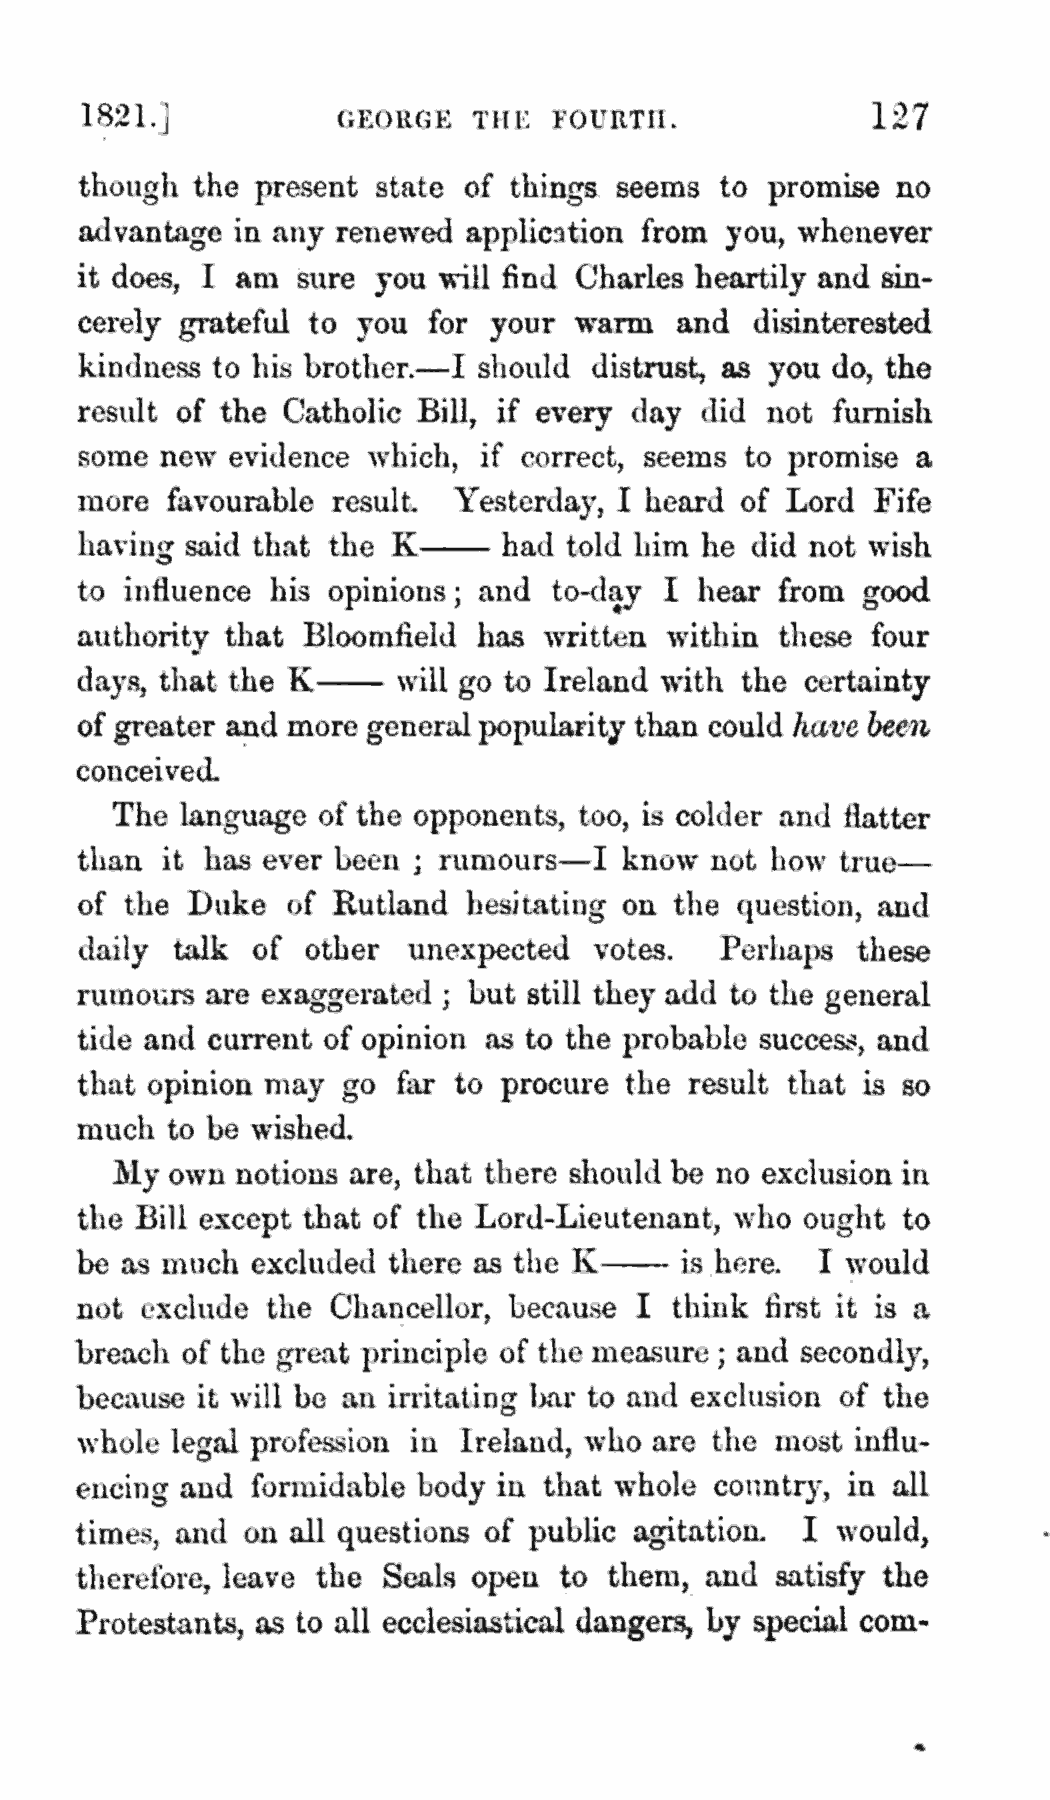 1821.] GEORGE THE FOURTH. 127
though the present state of things seems to promise no
advantage in any renewed application from you, whenever
it does, I am sure you will find Charles heartily and sin-
cerely grateful to you for your warm and disinterested
kindness to his brother.—I should distrust, as you do, the
result of the Catholic Bill, if every day did not furnish
some new evidence which, if correct, seems to promise a
more favourable result. Yesterday, I heard of Lord Fife
having said that the K—— had told him he did not wish
to influence his opinions; and to-day I hear from good
authority that Bloomfield has written within these four
days, that the K—— will go to Ireland with the certainty
of greater and more general popularity than could have been
conceived.
The language of the opponents, too, is colder and flatter
than it has ever been ; rumours—I know not how true—
of the Duke of Rutland hesitating on the question, and
daily talk of other unexpected votes. Perhaps these
rumours are exaggerated ; but still they add to the general
tide and current of opinion as to the probable success, and
that opinion may go far to procure the result that is so
much to be wished.
My own notions are, that there should be no exclusion in
the Bill except that of the Lord-Lieutenant, who ought to
be as much excluded there as the K—— is here. I would
not exclude the Chancellor, because I think first it is a
breach of the great principle of the measure ; and secondly,
because it will be an irritating bar to and exclusion of the
whole legal profession in Ireland, who are the most influ-
encing and formidable body in that whole country, in all
times, and on all questions of public agitation. I would,
therefore, leave the Seals open to them, and satisfy the
Protestants, as to all ecclesiastical dangers, by special com-